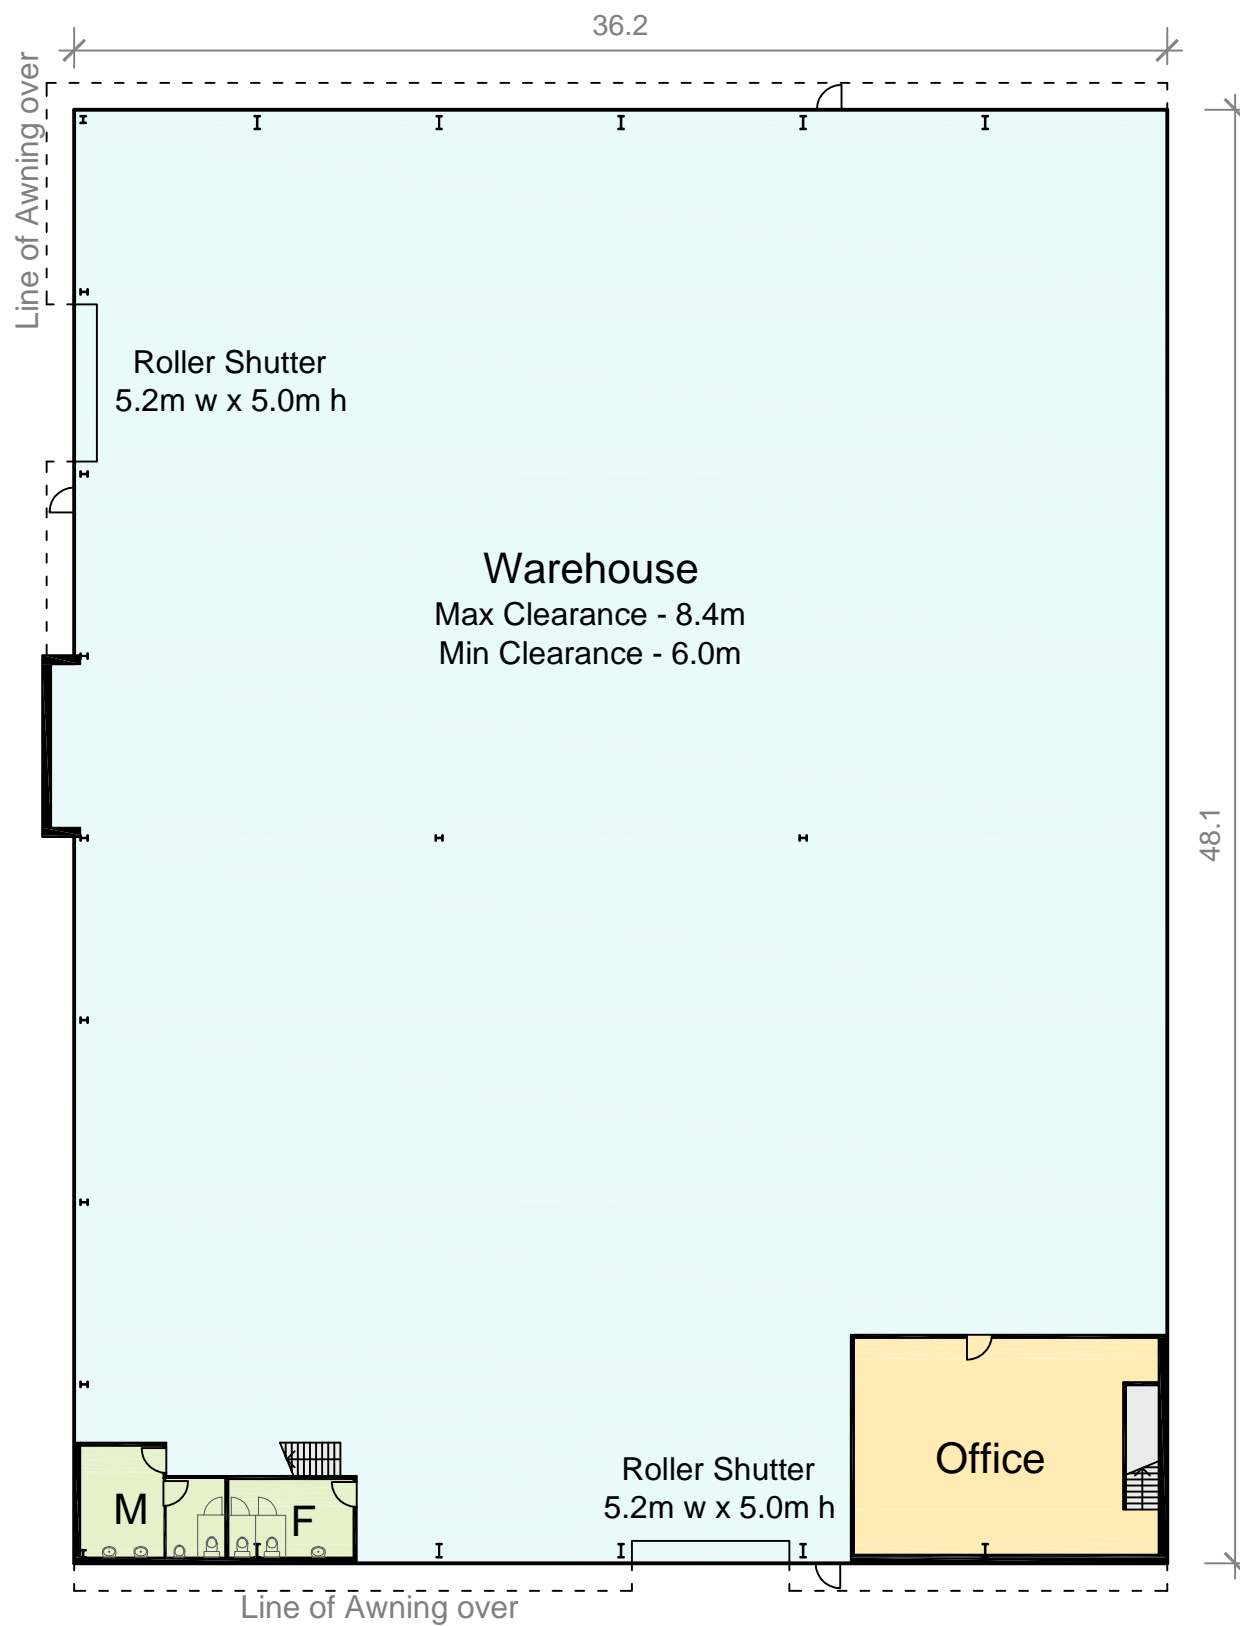 36.2
Line of Awning over
Roller Shutter
5.2m w x 5.0m h
Warehouse
Max Clearance - 8.4m
Min Clearance - 6.0m
48.1
Office
Roller Shutter
5.2m w x 5.0m h
M
F
Line of Awning over